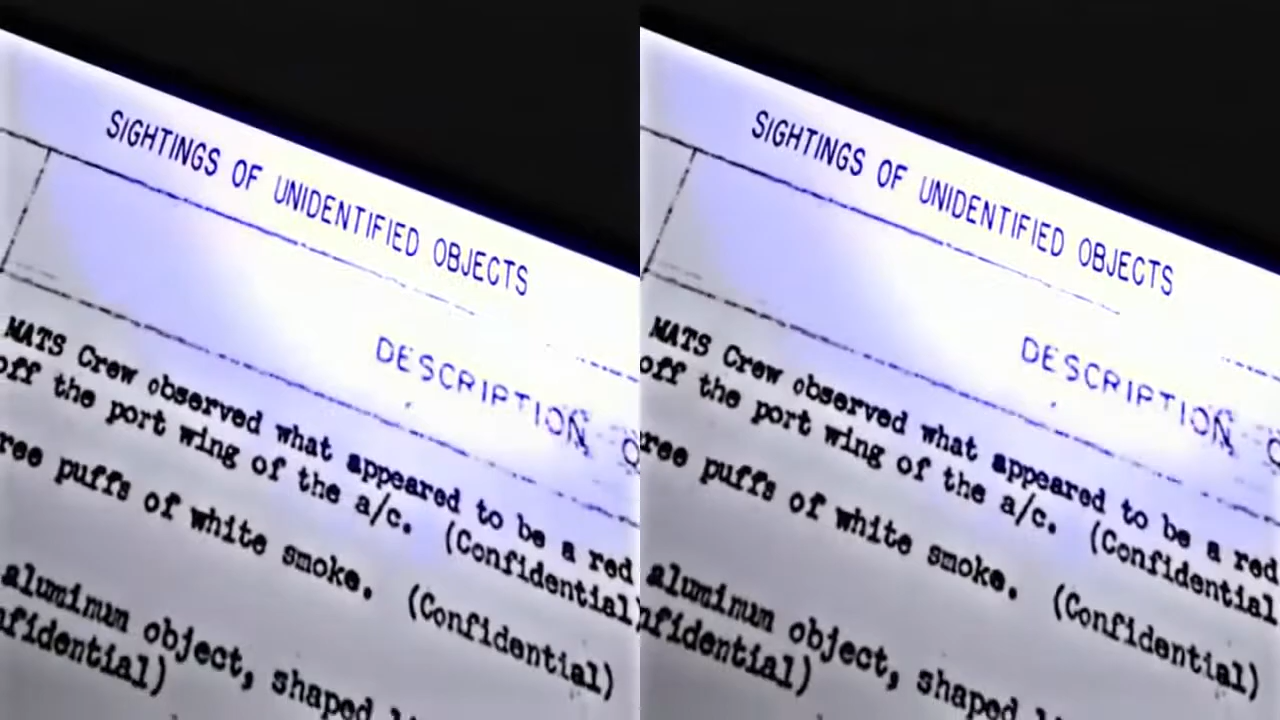 SIGHTINGS OF UNIDENTIFIED OBJECTS
DESCRIPTION
MATS Crew observed what appeared to be a red
off the port wing of the a/c. (Confidential)
ree puffs of white smoke. (Confidential)
aluminum object, shaped
nfidential)
SIGHTINGS OF UNIDENTIFIED OBJECTS
DESCRIPTION
MATS Crew observed what appeared to be a red
off the port wing of the a/c. (Confidential
ree puffs of white smoke. (Confidential)
aluminum object, shaped
nfidential)